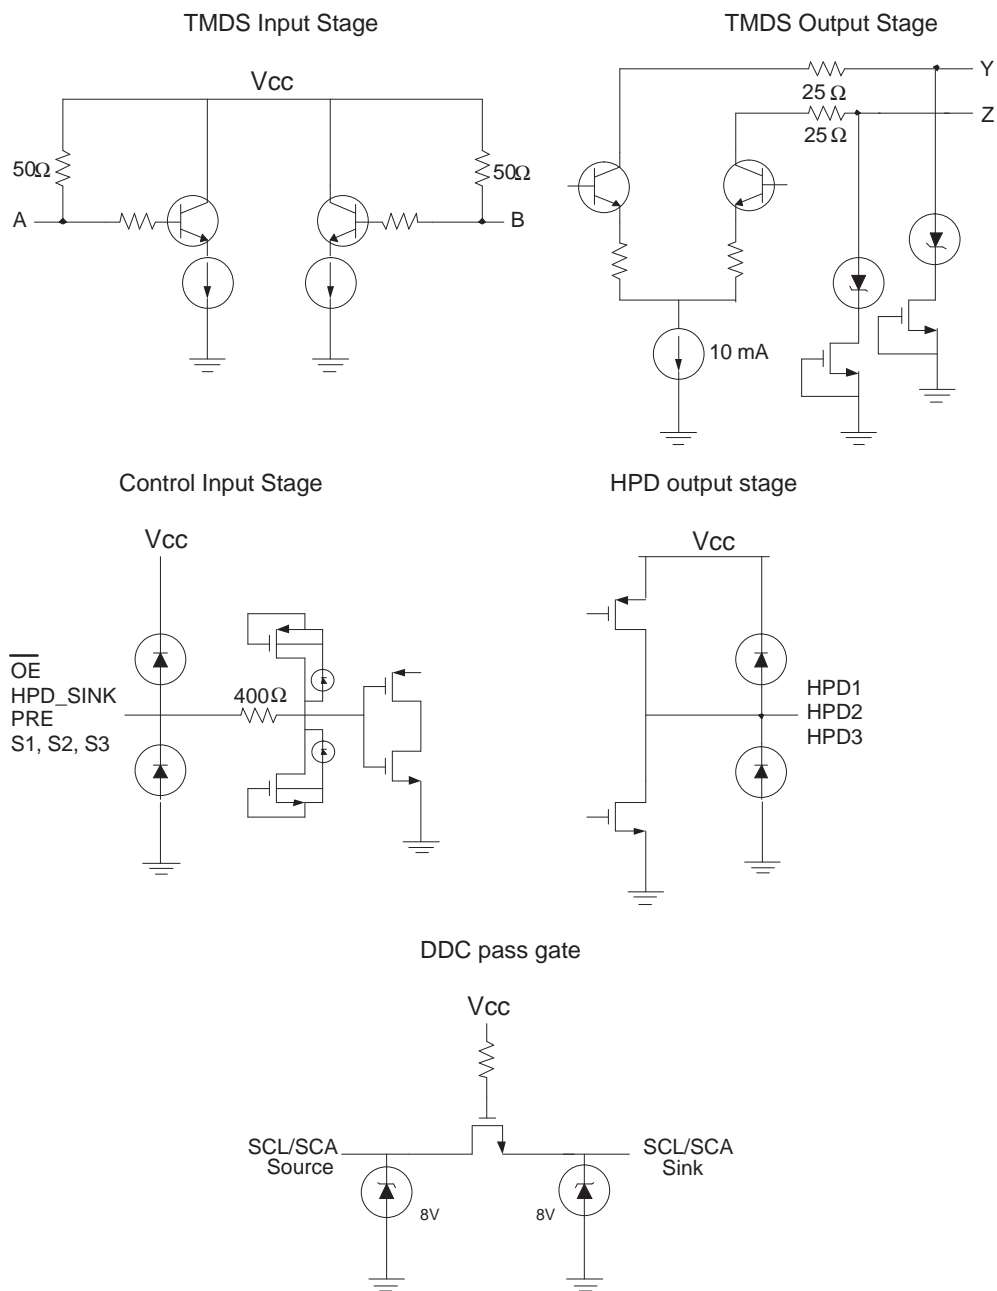 TMDS Input Stage
Vcc
50Ω
50Ω
A
B
TMDS Output Stage
Y
25 Ω
Z
25 Ω
10 mA
Control Input Stage
Vcc
OE
HPD_SINK
PRE
S1, S2, S3
400Ω
HPD output stage
Vcc
HPD1
HPD2
HPD3
DDC pass gate
Vcc
SCL/SCA
Source
SCL/SCA
Sink
8V
8V